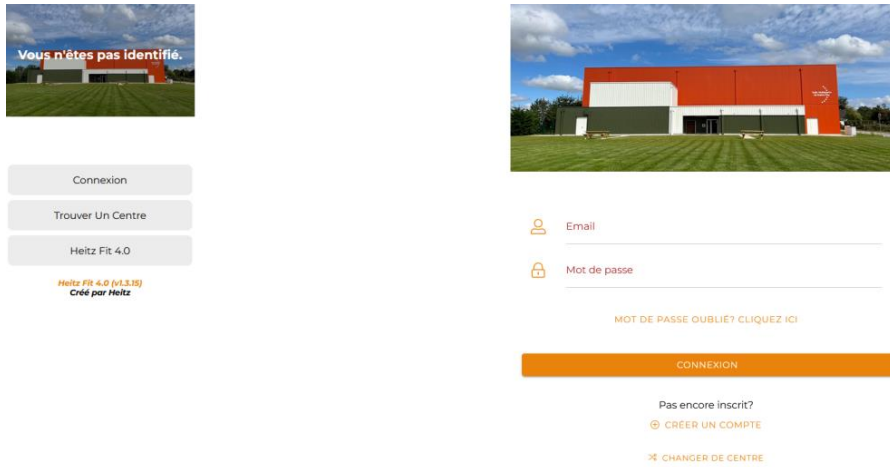 Vous n'êtes pas identifié.
Connexion
Trouver Un Centre
Heitz Fit 4.0
Heitz Fit 4.0 (v1.3.15)
Créé par Heitz
Email
Mot de passe
MOT DE PASSE OUBLIÉ? CLIQUEZ ICI
CONNEXION
Pas encore inscrit?
CRÉER UN COMPTE
CHANGER DE CENTRE